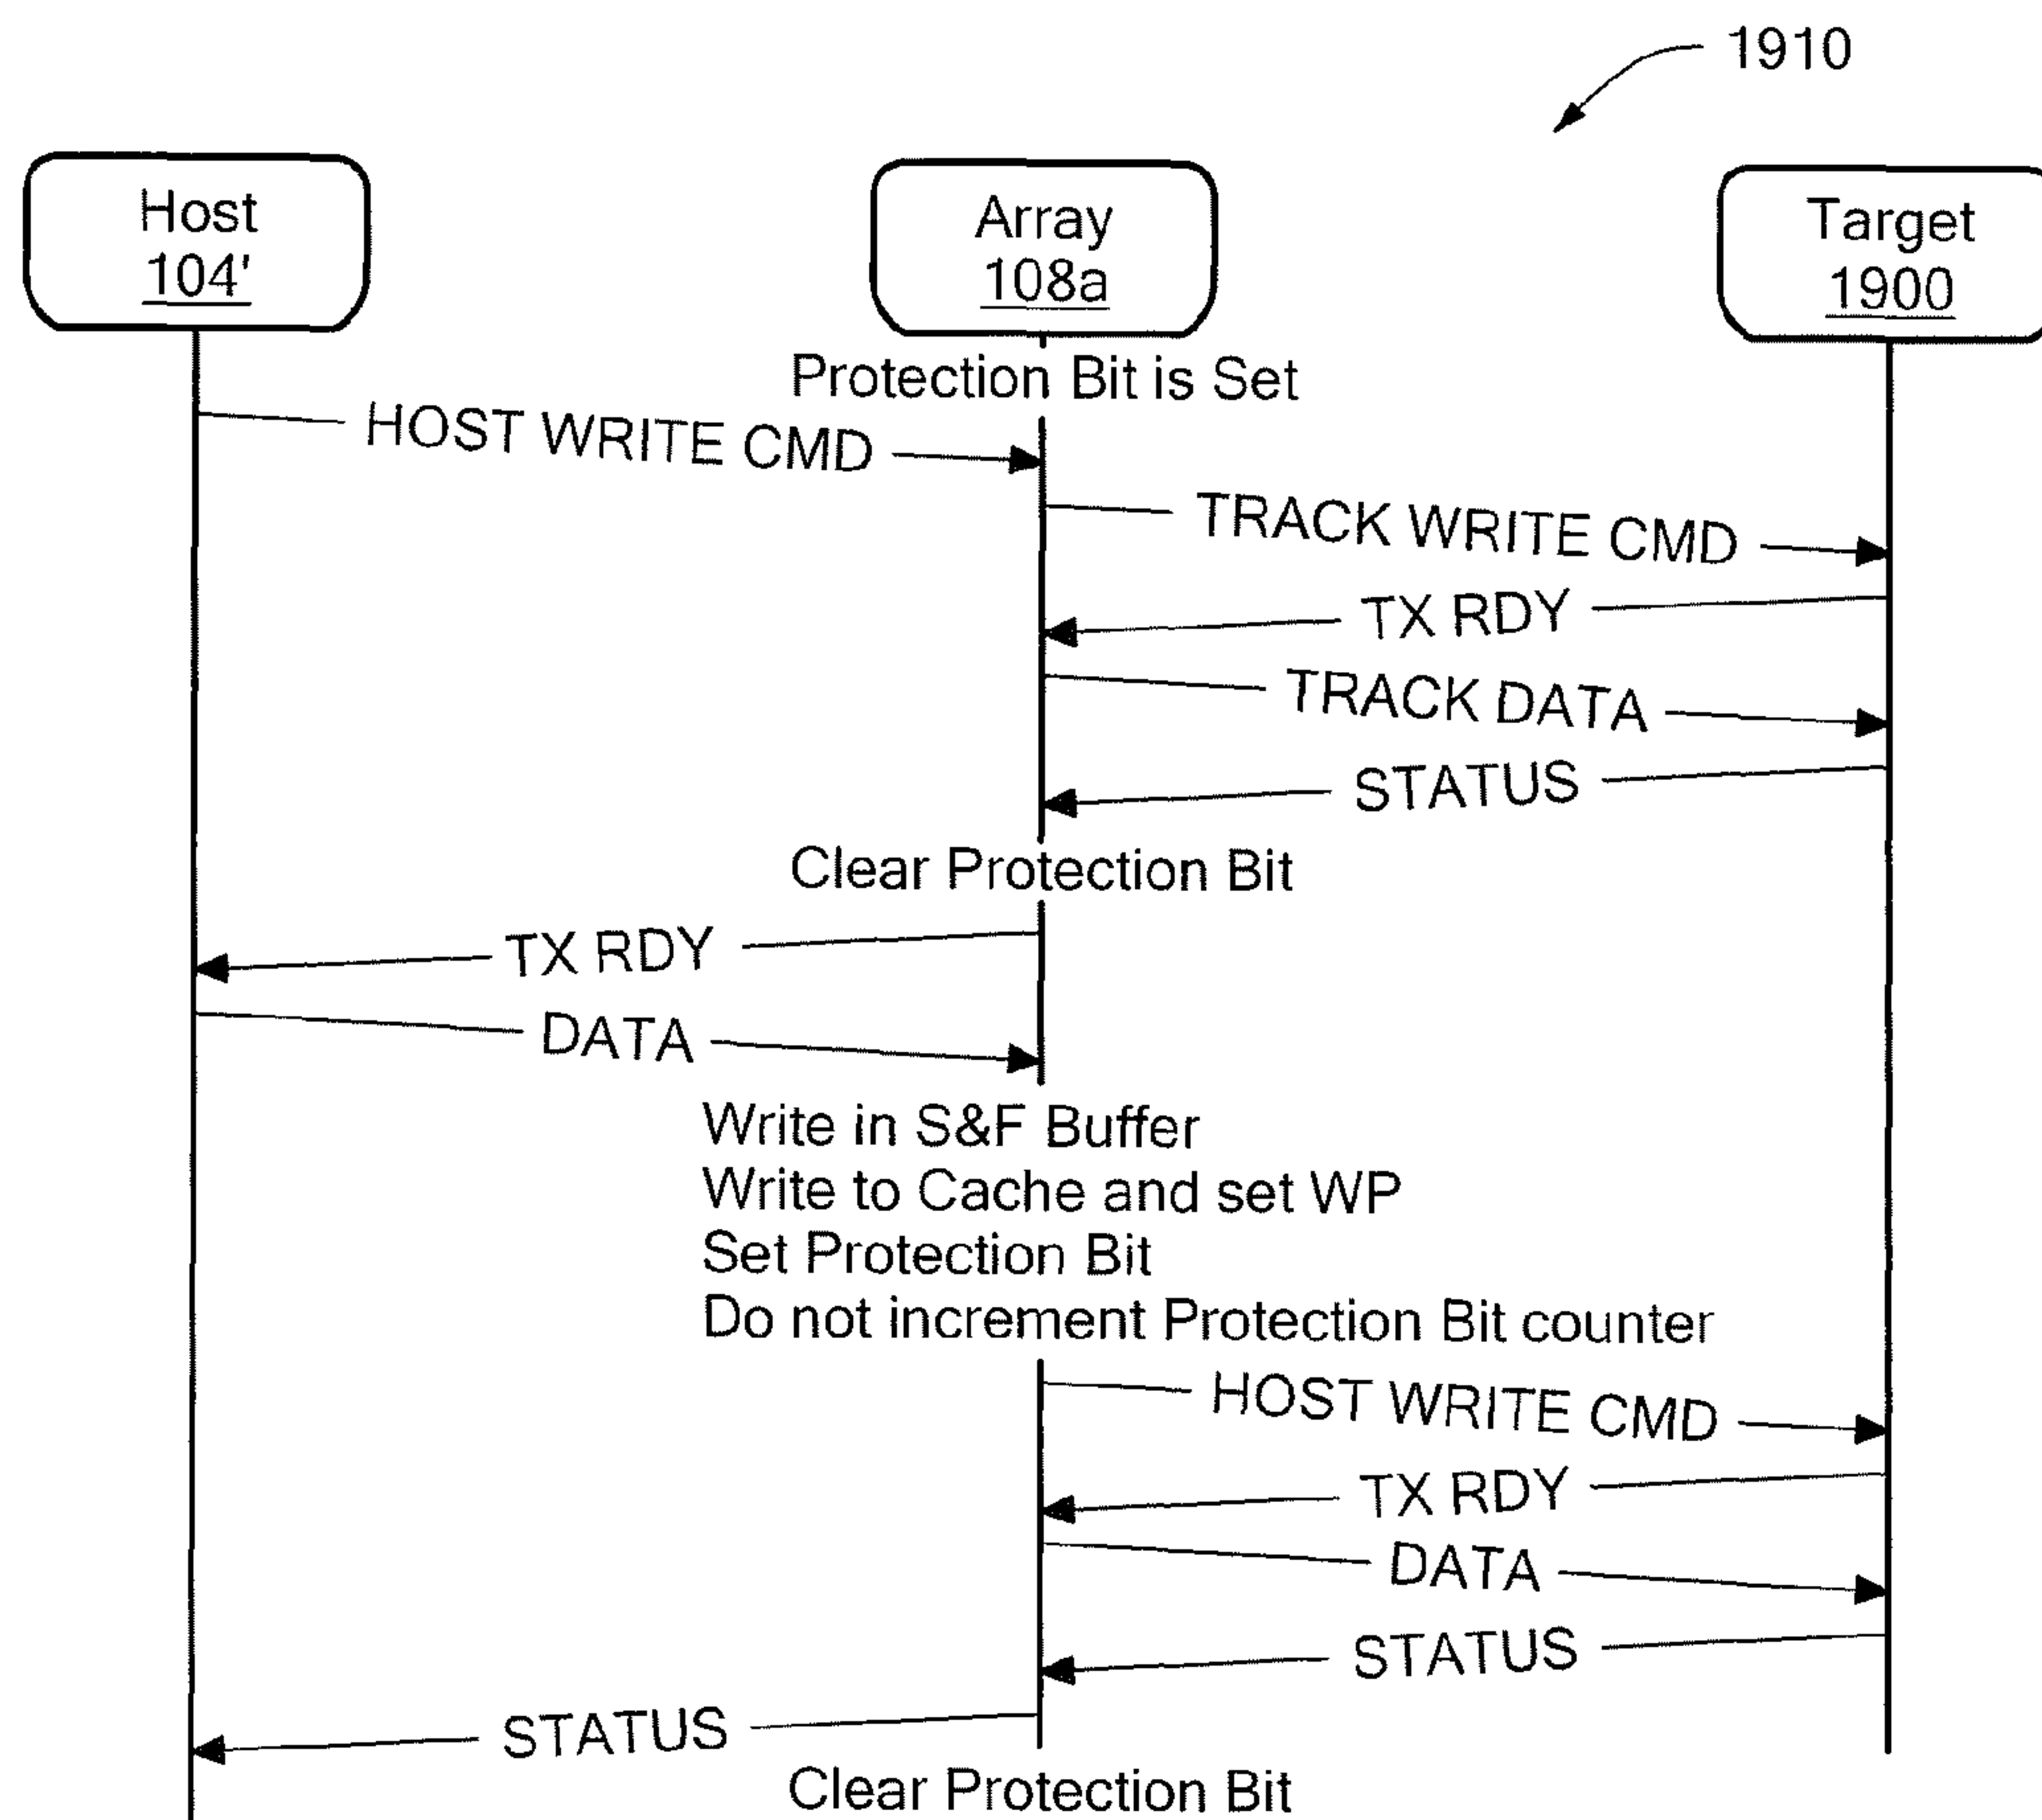 1910
Host
104'
Array
108a
Target
1900
Protection Bit is Set
HOST WRITE CMD
TRACK WRITE CMD
TX RDY
TRACK DATA
STATUS
Clear Protection Bit
TX RDY
DATA
Write in S&F Buffer
Write to Cache and set WP
Set Protection Bit
Do not increment Protection Bit counter
HOST WRITE CMD
TX RDY
DATA
STATUS
STATUS
Clear Protection Bit